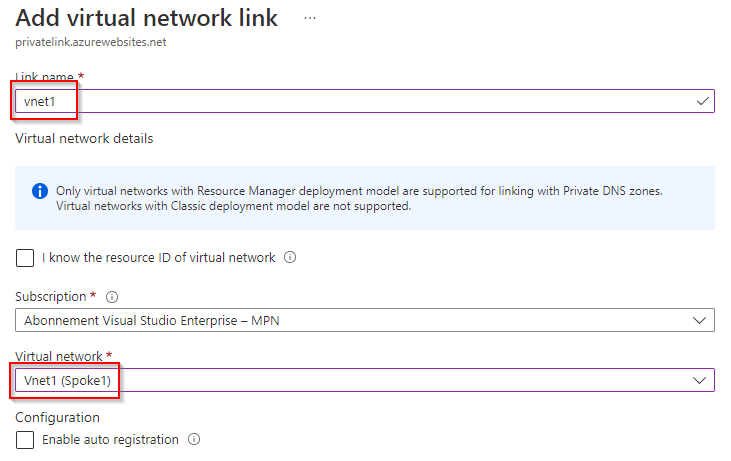 Add virtual network link ...
privatelink.azurewebsites.net
Link name *
vnet1
Virtual network details
Only virtual networks with Resource Manager deployment model are supported for linking with Private DNS zones.
Virtual networks with Classic deployment model are not supported.
I know the resource ID of virtual network
Subscription *
Abonnement Visual Studio Enterprise – MPN
Virtual network *
Vnet1 (Spoke1)
Configuration
Enable auto registration